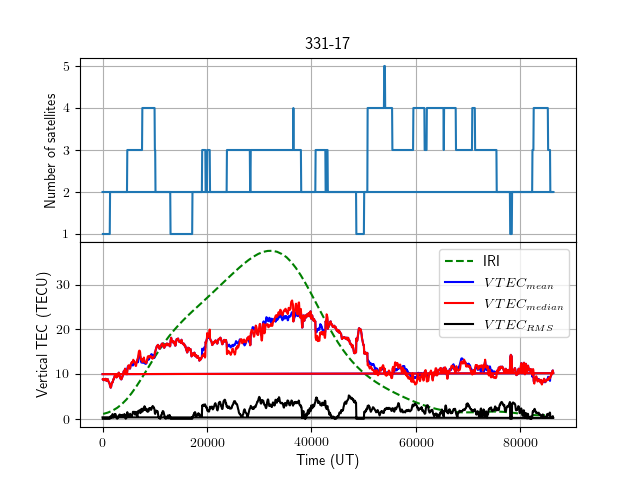 331-17
Number of satellites
5
4
3
2
1
Vertical TEC (TECU)
30
20
10
0
IRI
VTEC_mean
VTEC_median
VTEC_RMS
0 20000 40000 60000 80000
Time (UT)